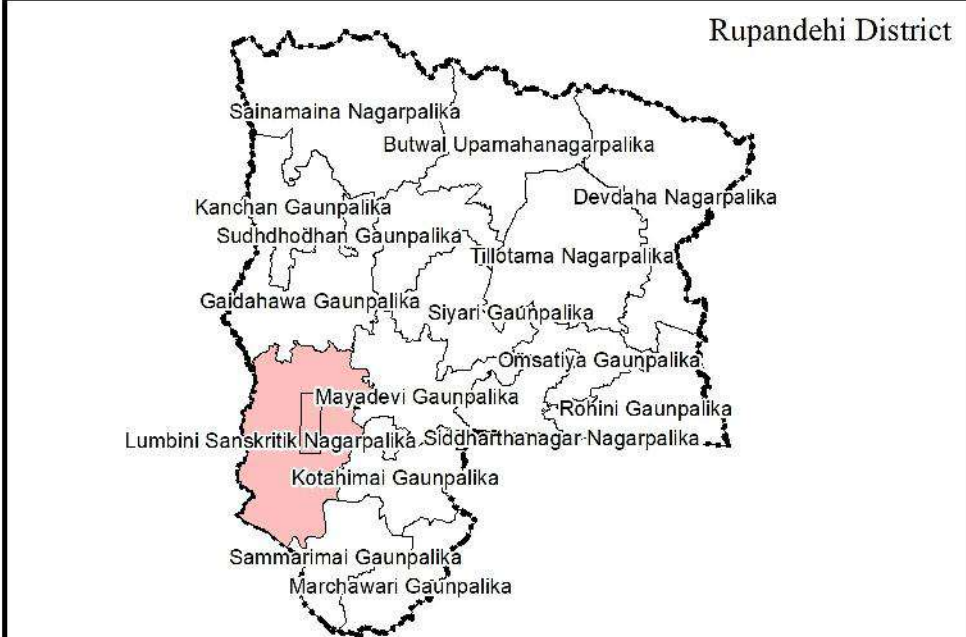 Rupandehi District
Sainamaina Nagarpalika
Butwal Upamahanagarpalika
Devdaha Nagarpalika
Kanchan Gaunpalika
Sudhdhodhan Gaunpalika
Tillotama Nagarpalika
Gaidahawa Gaunpalika
Siyari Gaunpalika
Omsatiya Gaunpalika
Mayadevi Gaunpalika
Rohini Gaunpalika
Lumbini Sanskritik Nagarpalika
Siddharthanagar Nagarpalika
Kotahimai Gaunpalika
Sammarimai Gaunpalika
Marchawari Gaunpalika